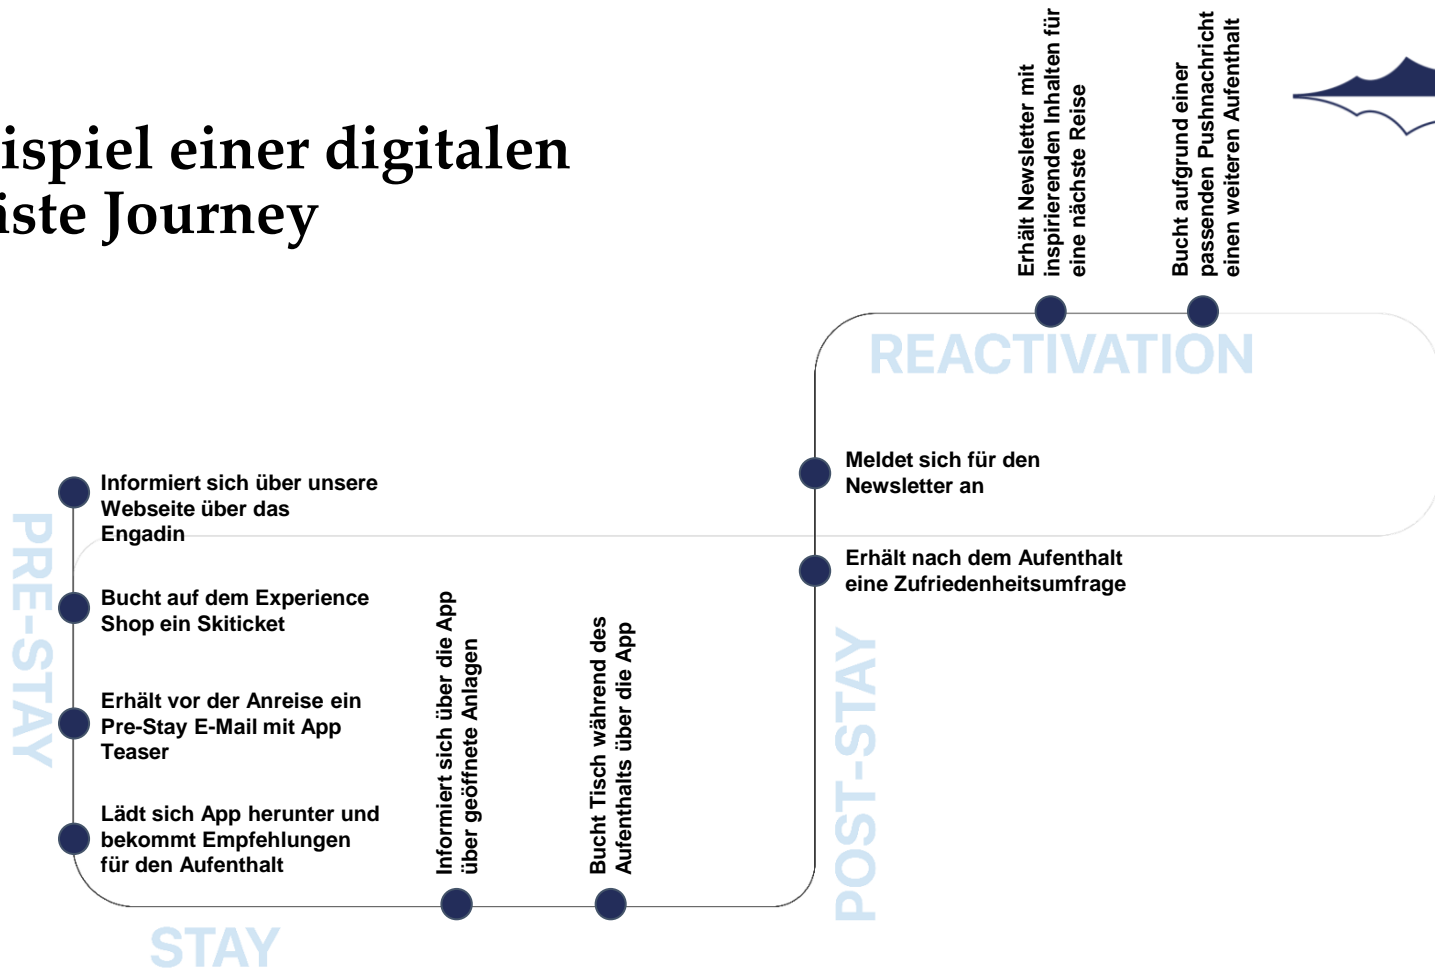 ispiel einer digitalen
iste Journey
PRE-STAY
Informiert sich über unsere
Webseite über das
Engadin
Bucht auf dem Experience
Shop ein Skiticket
Erhält vor der Anreise ein
Pre-Stay E-Mail mit App
Teaser
Lädt sich App herunter und
bekommt Empfehlungen
für den Aufenthalt
STAY
Informiert sich über die App
über geöffnete Anlagen
Bucht Tisch während des
Aufenthalts über die App
POST-STAY
Erhält nach dem Aufenthalt
eine Zufriedenheitsumfrage
Meldet sich für den
Newsletter an
REACTIVATION
Erhält Newsletter mit
inspirierenden Inhalten für
eine nächste Reise
Bucht aufgrund einer
passenden Pushnachricht
einen weiteren Aufenthalt